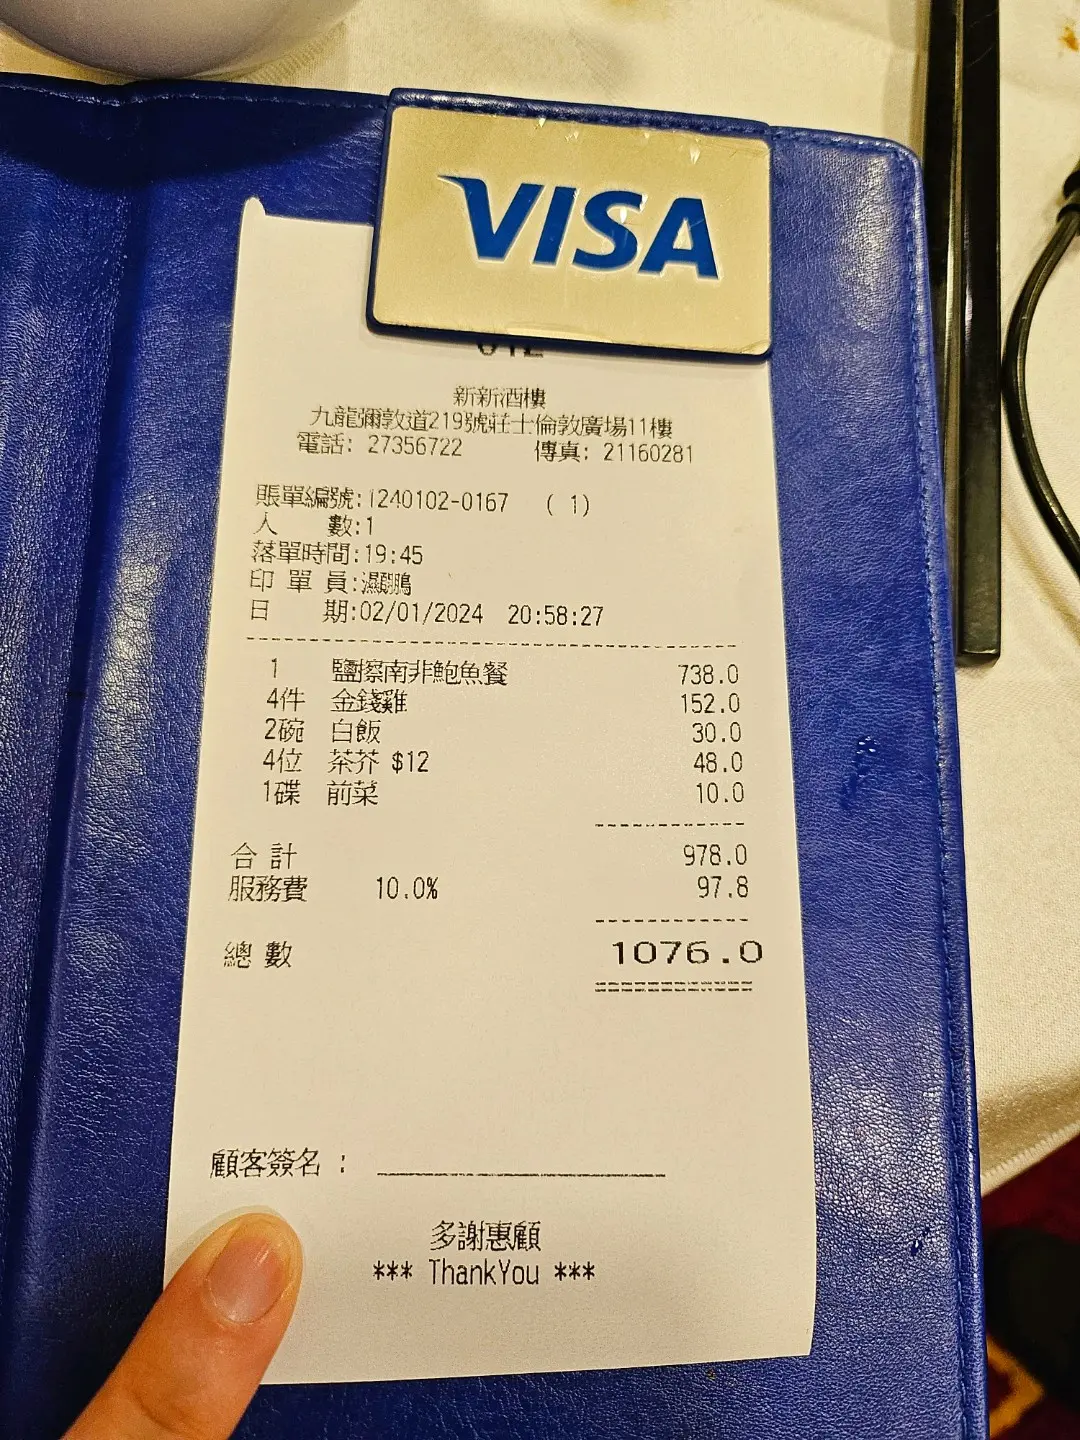 VISA
新新酒樓
九龍彌敦道219號莊士倫敦廣場11樓
電話: 27356722 傳真: 21160281
賬單編號:I240102-0167 ( 1)
人 數:1
落單時間:19:45
印 單 員:
日 期:02/01/2024 20:58:27
1 鹽擦南非鮑魚餐 738.0
4件 金錢雞 152.0
2碗 白飯 30.0
4位 茶芥 $12 48.0
1碟 前菜 10.0
合 計 978.0
服務費 10.0% 97.8
總 數 1076.0
顧客簽名 :
多謝惠顧
*** ThankYou ***